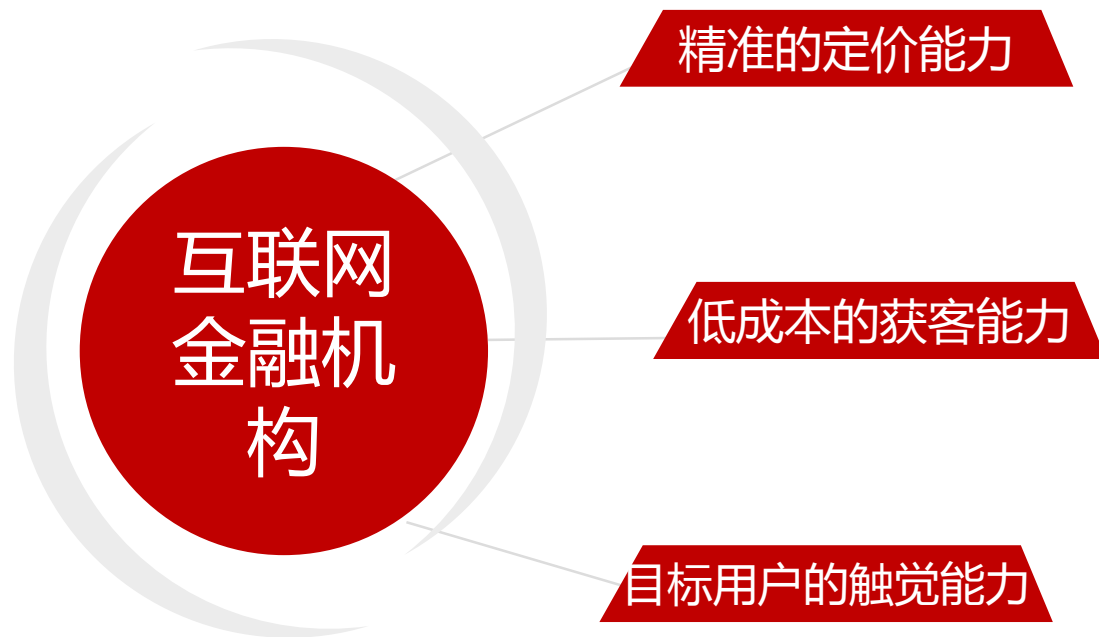 精准的定价能力
互联网
金融机
构
低成本的获客能力
目标用户的触觉能力